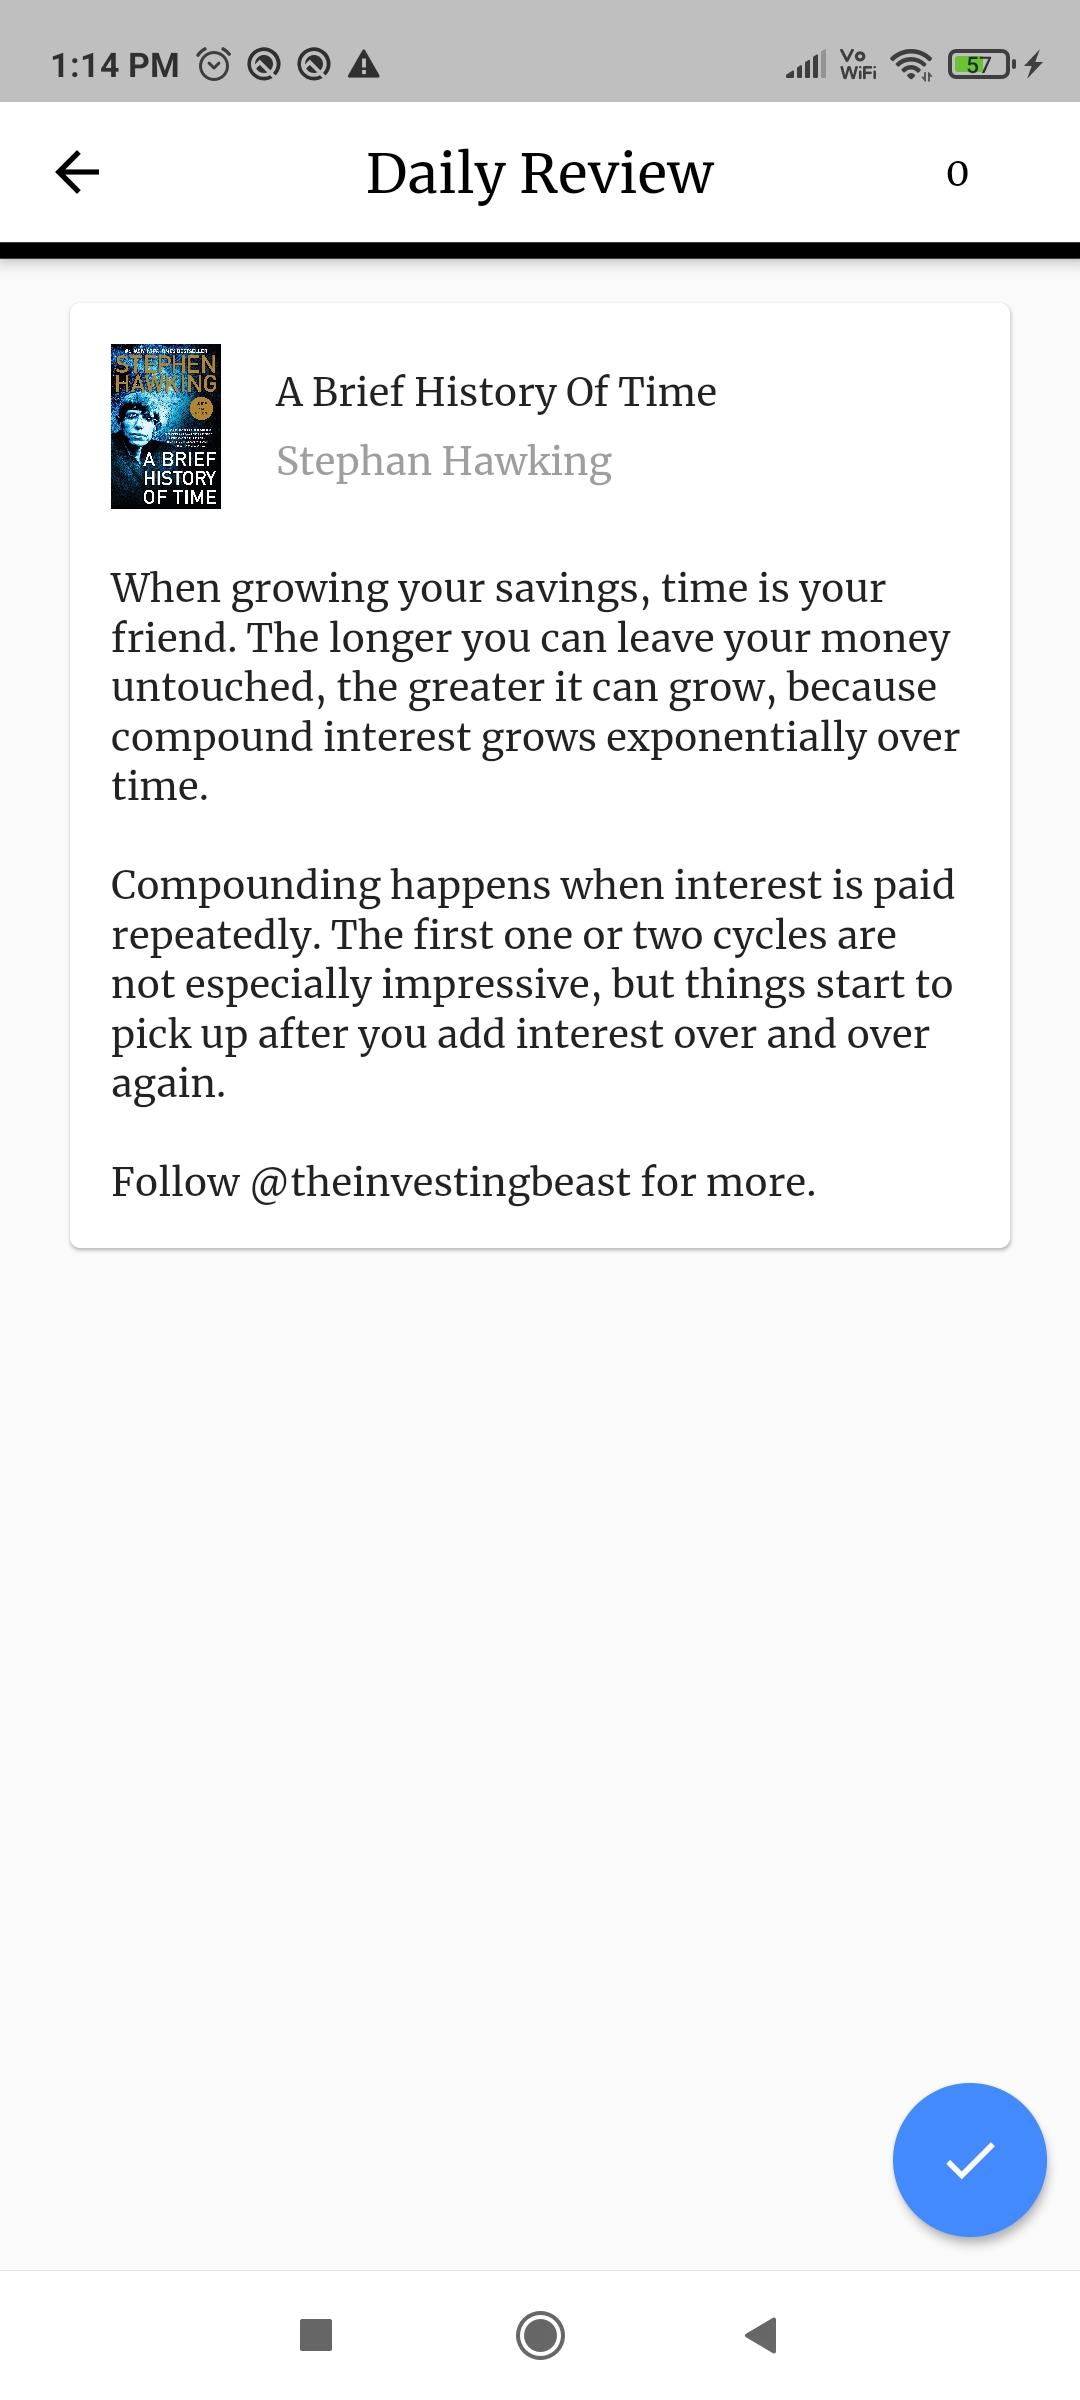 1:14 PM
Vo
WiFi
57
Daily Review
0
STEPHEN
HAWKING
A BRIEF
HISTORY
OF TIME
A Brief History Of Time
Stephan Hawking
When growing your savings, time is your
friend. The longer you can leave your money
untouched, the greater it can grow, because
compound interest grows exponentially over
time.
Compounding happens when interest is paid
repeatedly. The first one or two cycles are
not especially impressive, but things start to
pick up after you add interest over and over
again.
Follow @theinvestingbeast for more.